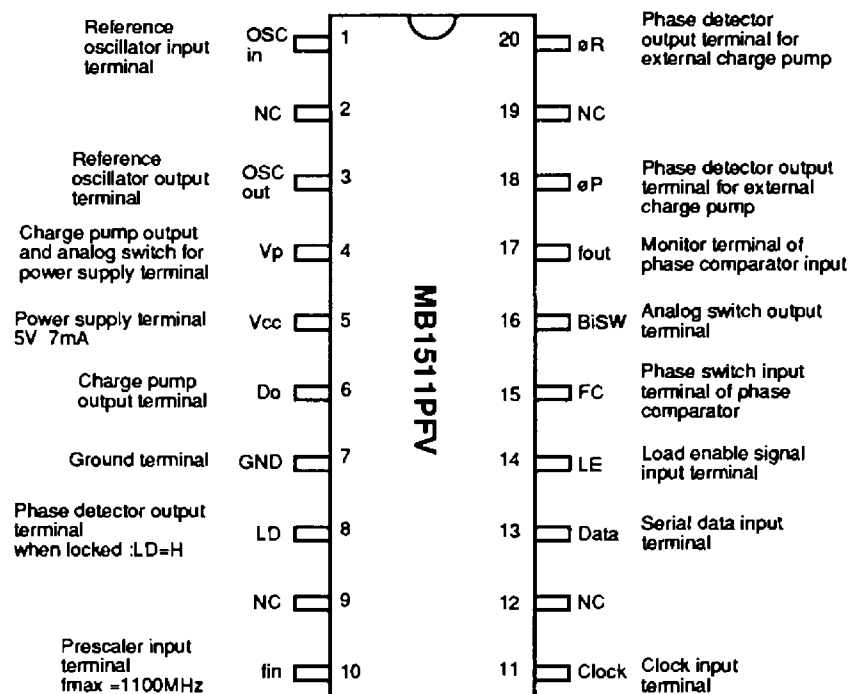 Reference
oscillator input
terminal
OSC
in
1
20
øR
Phase detector
output terminal for
external charge pump
NC
2
19
NC
Reference
oscillator output
terminal
OSC
out
3
18
øP
Phase detector output
terminal for external
charge pump
Charge pump output
and analog switch for
power supply terminal
Vp
4
17
fout
Monitor terminal of
phase comparator input
Power supply terminal
5V 7mA
Vcc
5
16
BiSW
Analog switch output
terminal
Charge pump
output terminal
Do
6
15
FC
Phase switch input
terminal of phase
comparator
Ground terminal
GND
7
14
LE
Load enable signal
input terminal
Phase detector output
terminal
when locked :LD=H
LD
8
13
Data
Serial data input
terminal
NC
9
12
NC
Prescaler input
terminal
fmax =1100MHz
fin
10
11
Clock
Clock input
terminal
MB1511PFV